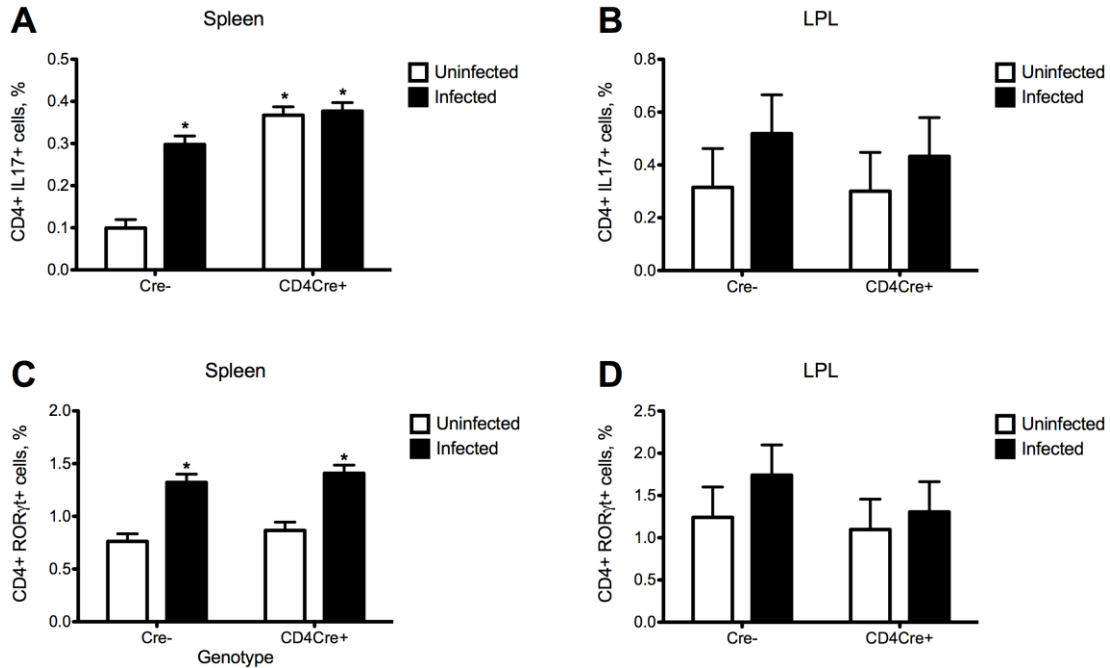 A
Spleen
CD4+ IL17+ cells, %
0.5
0.4
0.3
0.2
0.1
0.0
*
*
*
Cre-
CD4Cre+
Uninfected
Infected
B
LPL
CD4+ IL17+ cells, %
0.8
0.6
0.4
0.2
0.0
Cre-
CD4Cre+
Uninfected
Infected
C
Spleen
CD4+ RORγt+ cells, %
2.0
1.5
1.0
0.5
0.0
*
*
Cre-
CD4Cre+
Genotype
Uninfected
Infected
D
LPL
CD4+ RORγt+ cells, %
2.5
2.0
1.5
1.0
0.5
0.0
Cre-
CD4Cre+
Uninfected
Infected